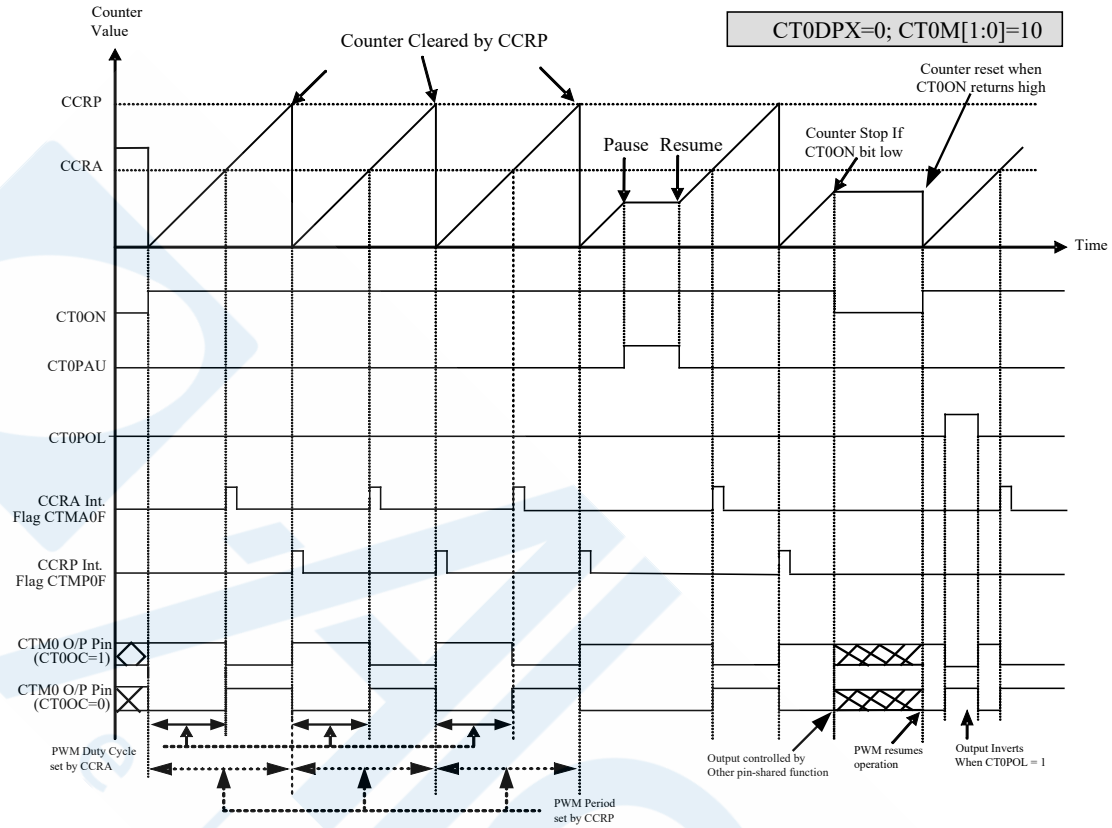 Counter
Value
CT0DPX=0; CT0M[1:0]=10
Counter Cleared by CCRP
Counter reset when
CT0ON returns high
CCRP
Pause
Resume
Counter Stop If
CT0ON bit low
CCRA
Time
CT0ON
CT0PAU
CT0POL
CCRA Int.
Flag CTMA0F
CCRP Int.
Flag CTMP0F
CTM0 O/P Pin
(CT0OC=1)
CTM0 O/P Pin
(CT0OC=0)
PWM Duty Cycle
set by CCRA
Output controlled by
Other pin-shared function
PWM resumes
operation
Output Inverts
When CT0POL = 1
PWM Period
set by CCRP